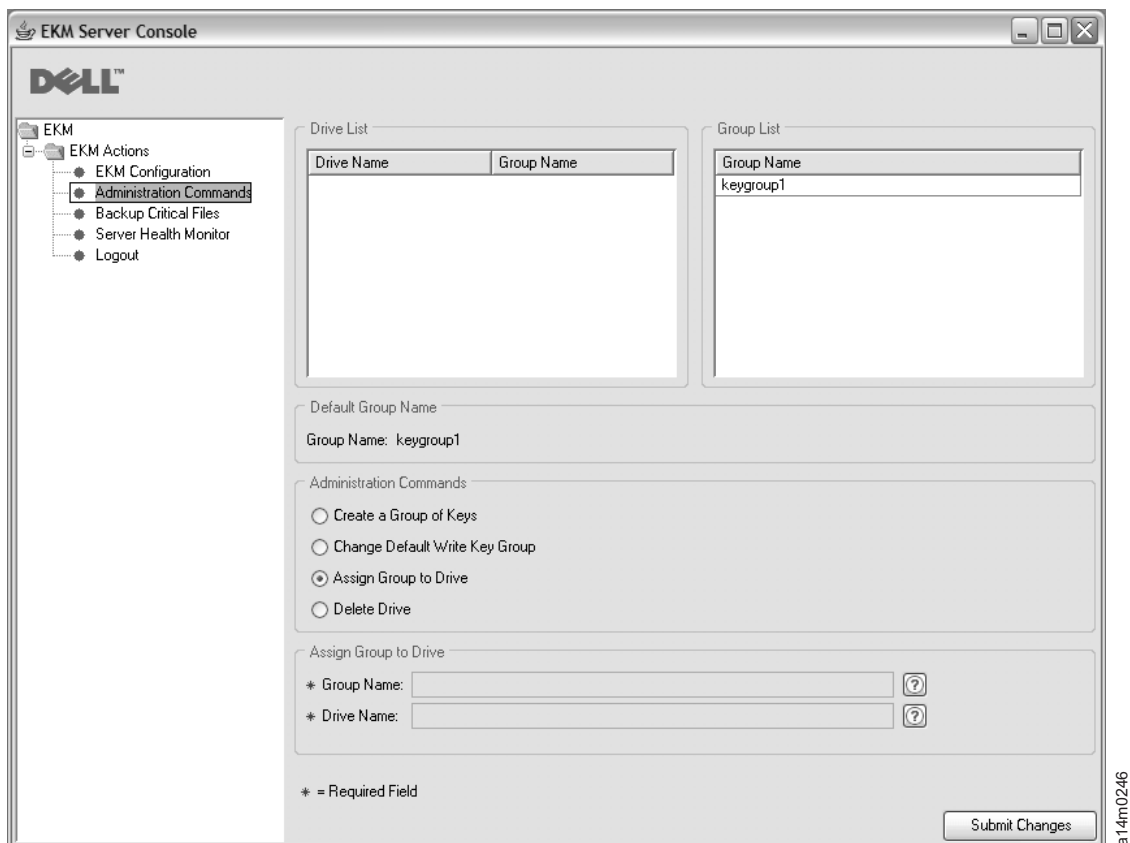 EKM Server Console
DELL™
EKM
EKM Actions
EKM Configuration
Administration Commands
Backup Critical Files
Server Health Monitor
Logout
Drive List
Drive Name Group Name
Group List
Group Name
keygroup1
Default Group Name
Group Name: keygroup1
Administration Commands
Create a Group of Keys
Change Default Write Key Group
Assign Group to Drive
Delete Drive
Assign Group to Drive
* Group Name:
* Drive Name:
* = Required Field
Submit Changes
a14m0246